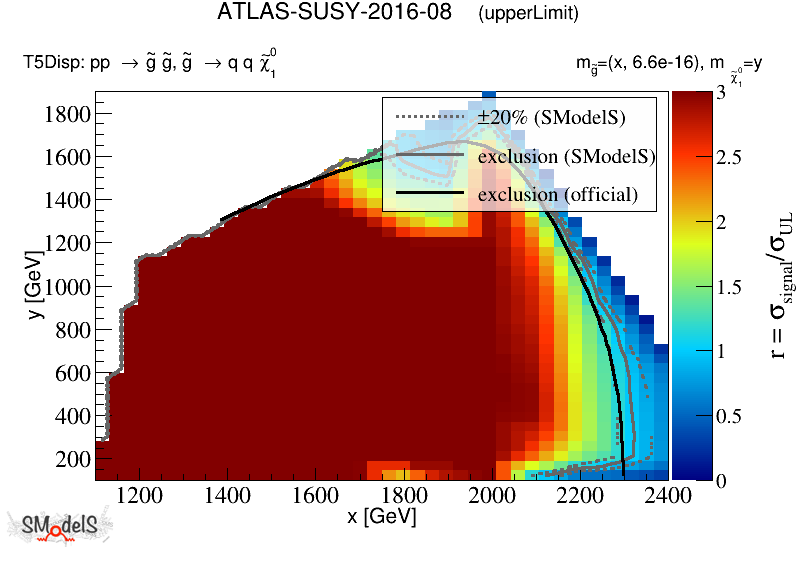 ATLAS-SUSY-2016-08 (upperLimit)
T5Disp: pp → g̃ g̃, g̃ → q q χ̃₁⁰
m_g̃=(x, 6.6e-16), m_χ̃₁⁰=y
±20% (SModelS)
exclusion (SModelS)
exclusion (official)
y [GeV]
1800
1600
1400
1200
1000
800
600
400
200
1200 1400 1600 1800 2000 2200 2400
x [GeV]
3
2.5
2
1.5
1
0.5
0
r = σ_signal/σ_UL
SModelS